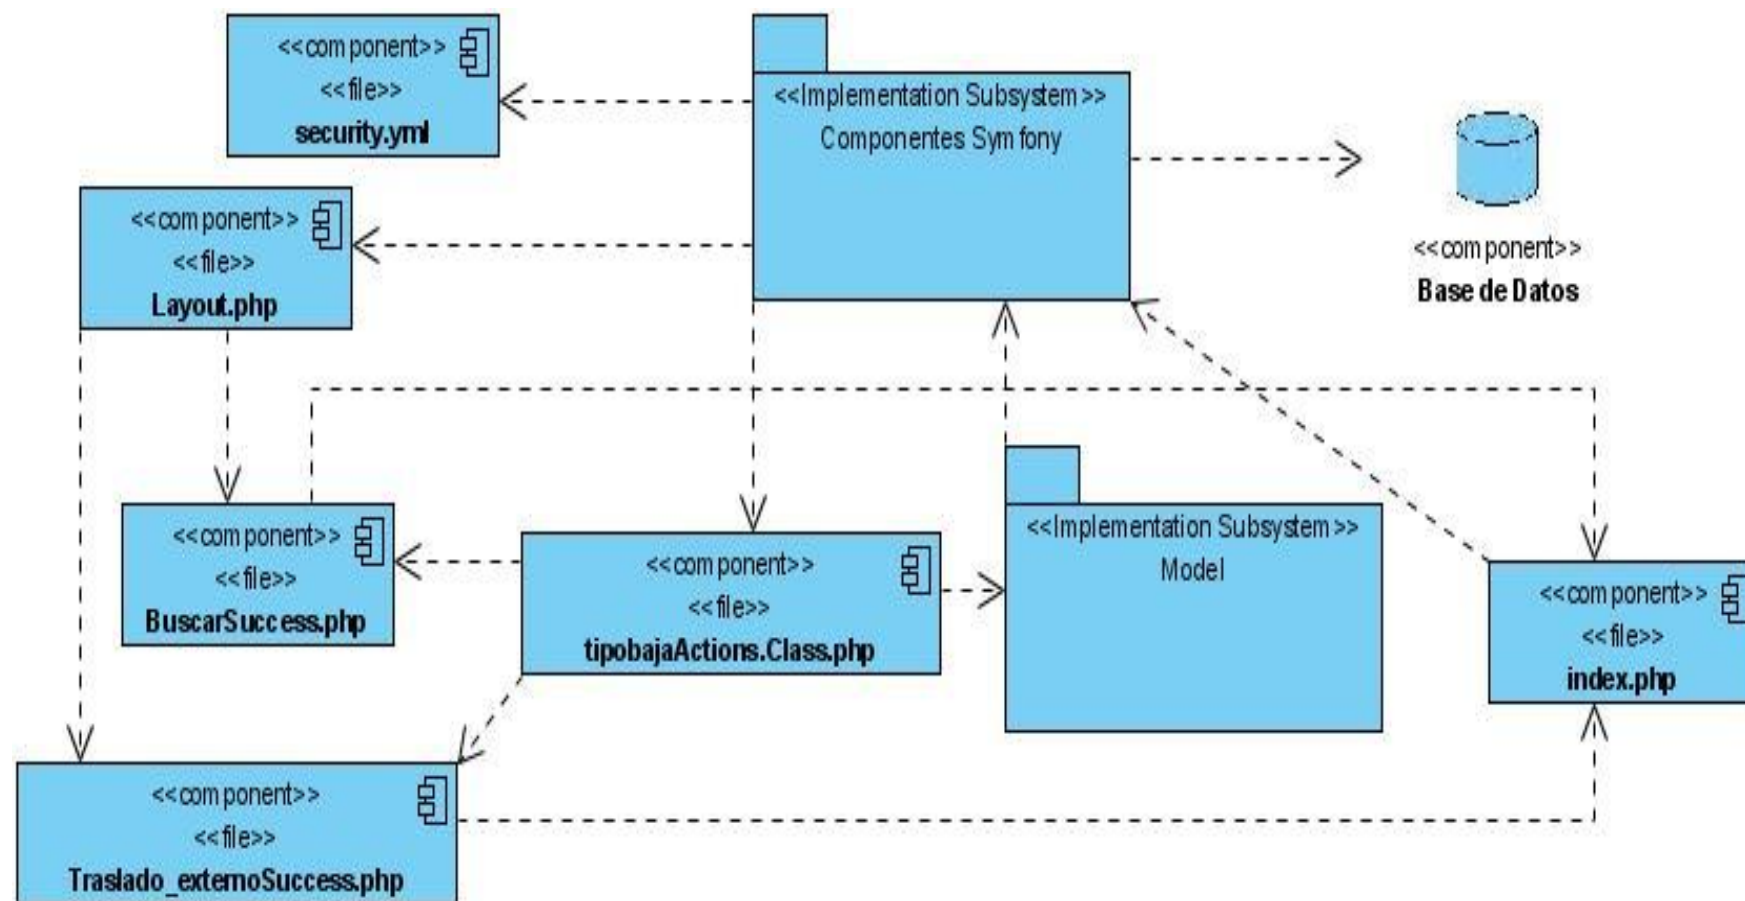 <<component>>
<<file>>
security.yml
<<Implementation Subsystem>>
Componentes Symfony
<<component>>
Base de Datos
<<component>>
<<file>>
Layout.php
<<component>>
<<file>>
BuscarSuccess.php
<<component>>
<<file>>
tipobajaActions.Class.php
<<Implementation Subsystem>>
Model
<<component>>
<<file>>
index.php
<<component>>
<<file>>
Traslado_externoSuccess.php